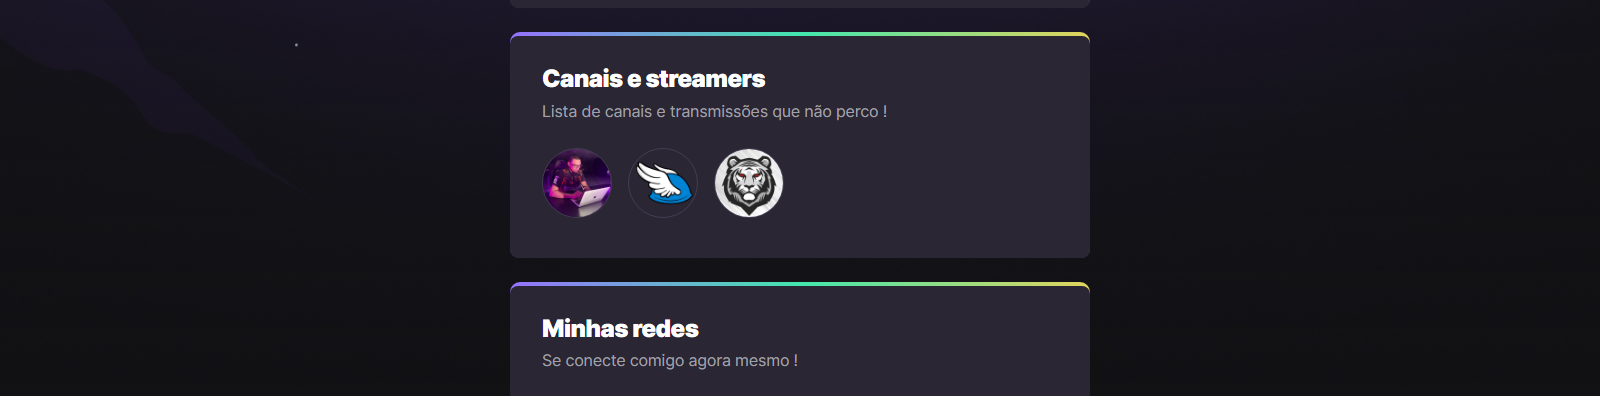 Canais e streamers
Lista de canais e transmissões que não perco !
Minhas redes
Se conecte comigo agora mesmo !